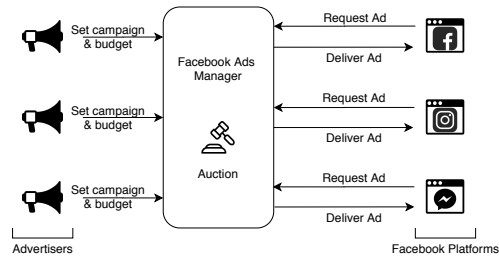 Set campaign
& budget
Request Ad
Deliver Ad
Facebook Ads
Manager
Set campaign
& budget
Request Ad
Deliver Ad
Auction
Set campaign
& budget
Request Ad
Deliver Ad
Advertisers
Facebook Platforms